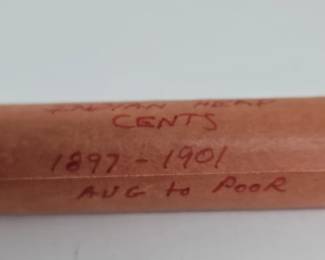 INDIAN HEAD
CENTS
1897-1901
AVG to POOR